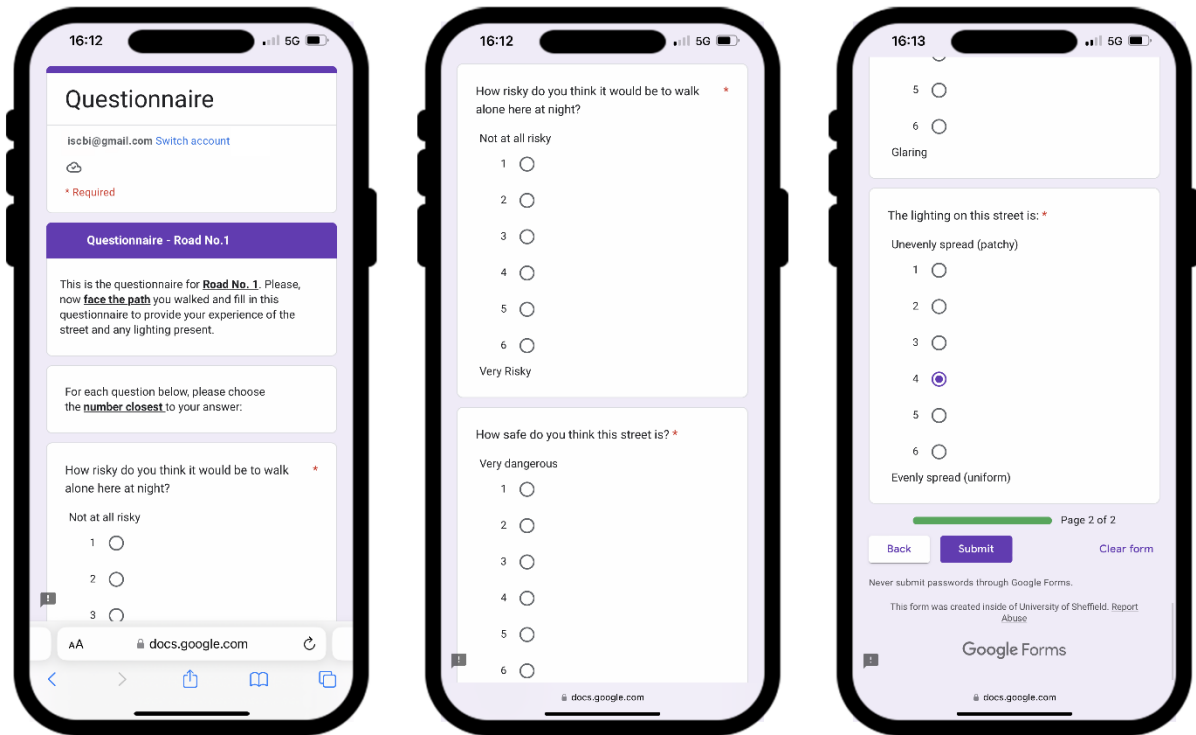 16:12
5G
Questionnaire
iscbi@gmail.com Switch account
* Required
Questionnaire - Road No.1
This is the questionnaire for Road No. 1. Please,
now face the path you walked and fill in this
questionnaire to provide your experience of the
street and any lighting present.
For each question below, please choose
the number closest to your answer:
How risky do you think it would be to walk *
alone here at night?
Not at all risky
1
2
3
AA docs.google.com
16:12
5G
How risky do you think it would be to walk *
alone here at night?
Not at all risky
1
2
3
4
5
6
Very Risky
How safe do you think this street is? *
Very dangerous
1
2
3
4
5
6
docs.google.com
16:13
5G
5
6
Glaring
The lighting on this street is: *
Unevenly spread (patchy)
1
2
3
4
5
6
Evenly spread (uniform)
Page 2 of 2
Back Submit Clear form
Never submit passwords through Google Forms.
This form was created inside of University of Sheffield. Report
Abuse
Google Forms
docs.google.com